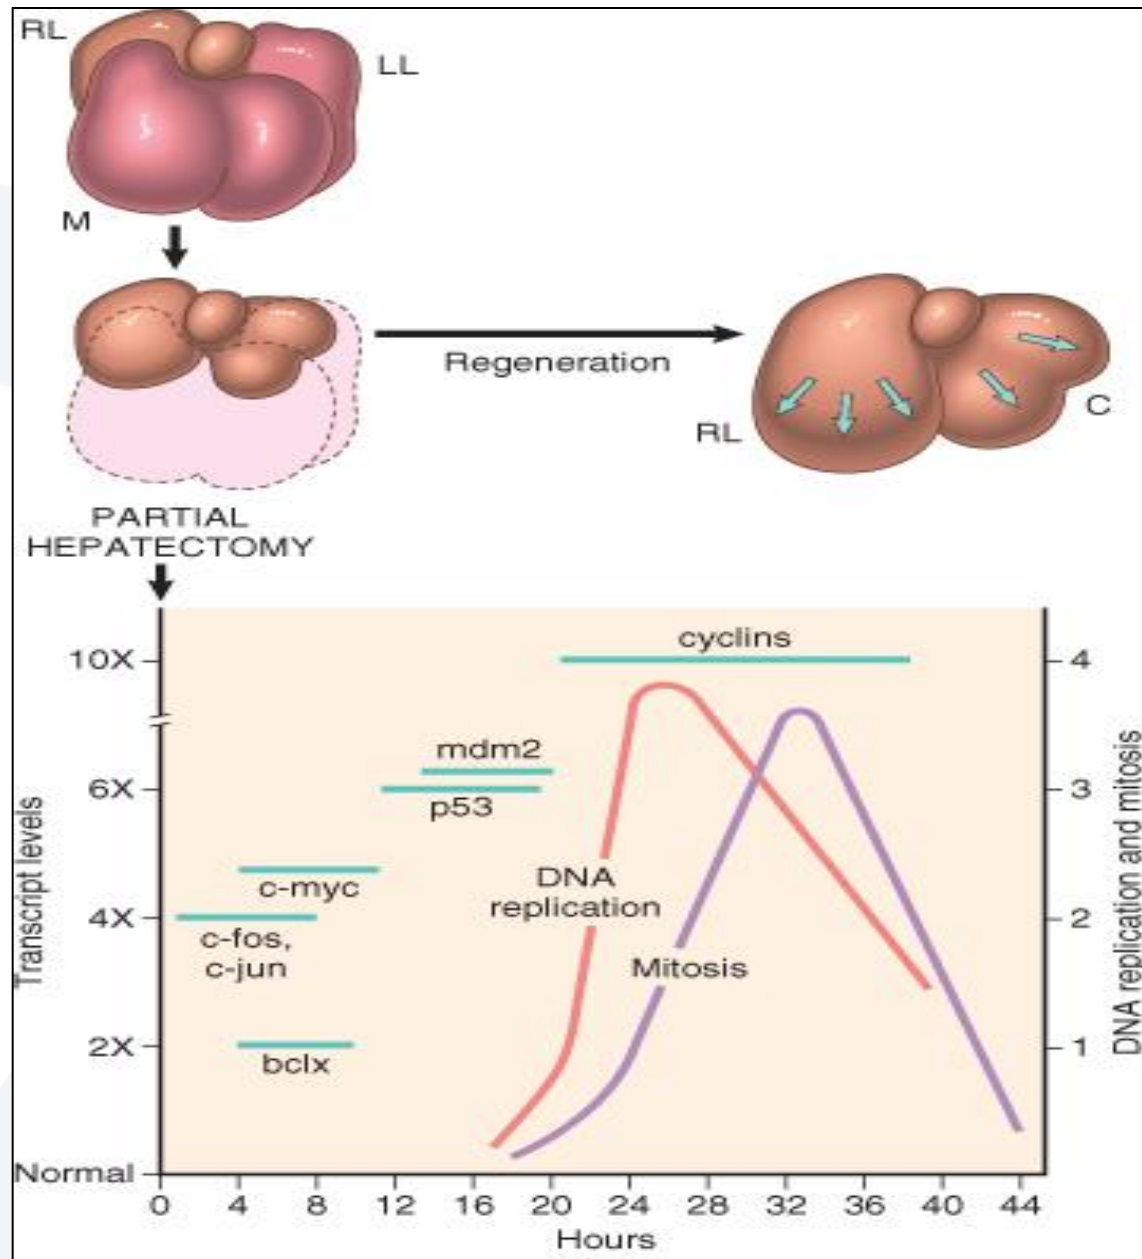 RL
LL
M
Regeneration
RL
C
PARTIAL
HEPATECTOMY
cyclins
10X
4
mdm2
6X
3
p53
DNA
replication
c-myc
4X
2
c-fos,
c-jun
Mitosis
2X
1
bclx
Normal
Transcript levels
DNA replication and mitosis
0 4 8 12 16 20 24 28 32 36 40 44
Hours